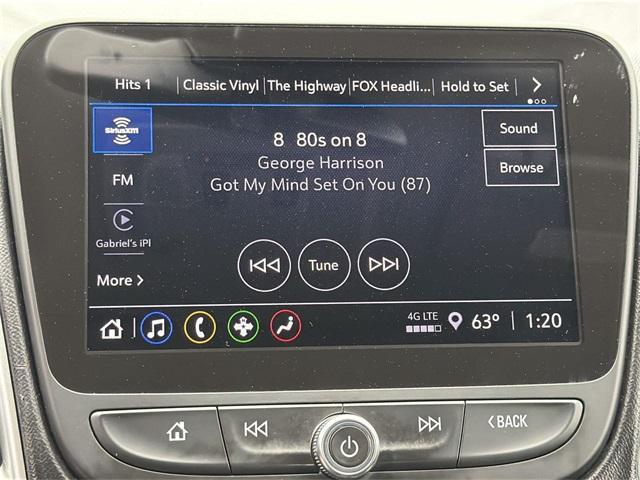 Hits 1 Classic Vinyl The Highway FOX Headli... Hold to Set >
SiriusXM
8 80s on 8
George Harrison
Got My Mind Set On You (87)
Sound
Browse
FM
Gabriel's iPl
More >
Tune
4G LTE
63° 1:20
<BACK